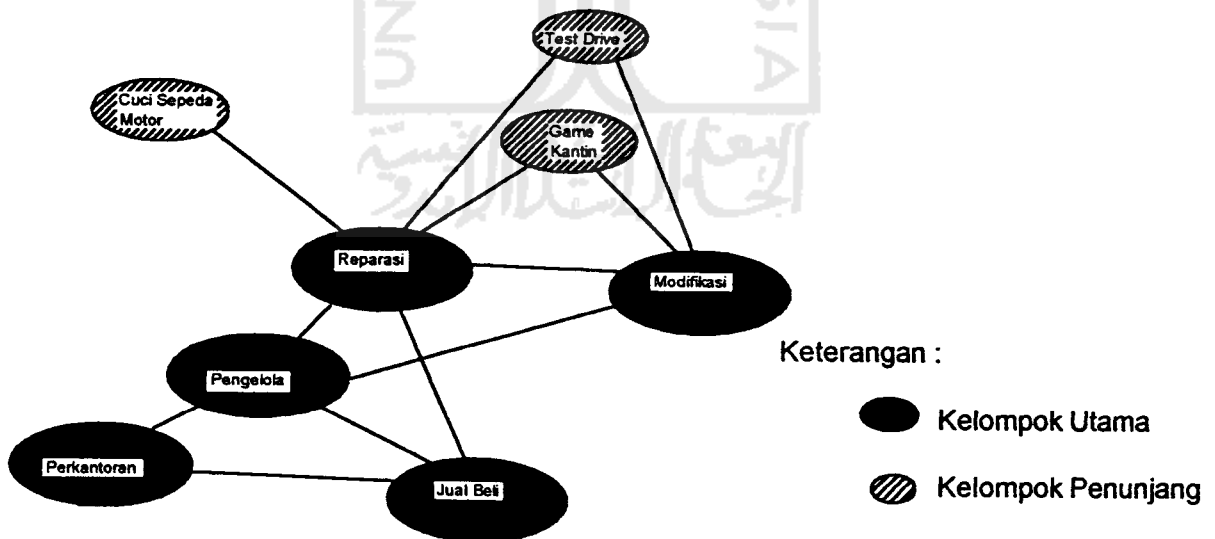 Test Drive
Cuci Sepeda
Motor
Game
Kantin
Reparasi
Modifikasi
Keterangan :
Pengelola
Kelompok Utama
Perkantoran
Jual Beli
Kelompok Penunjang